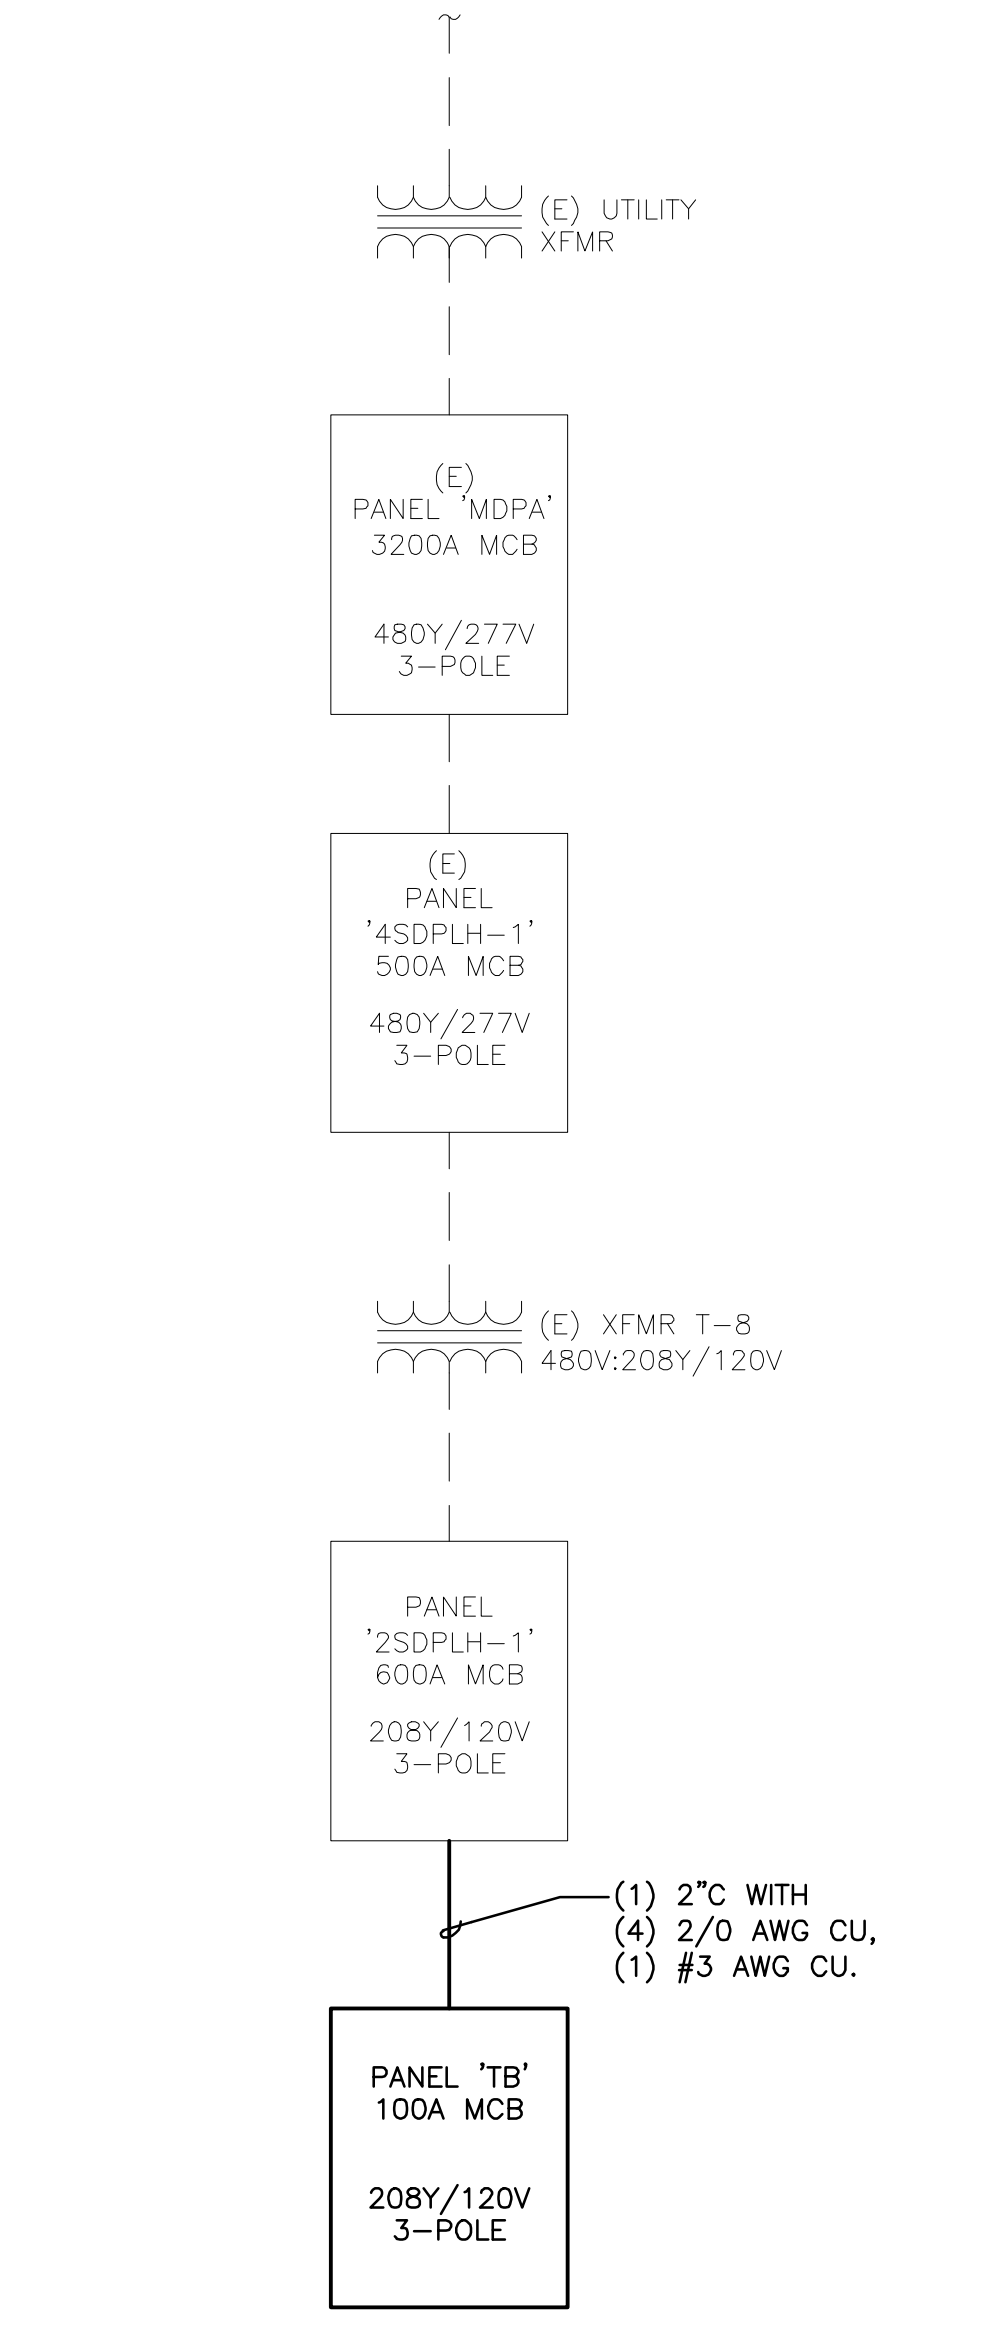 (E) UTILITY
XFMR
(E)
PANEL 'MDPA'
3200A MCB
480Y/277V
3-POLE
(E)
PANEL
'4SDPLH-1'
500A MCB
480Y/277V
3-POLE
(E) XFMR T-8
480V:208Y/120V
PANEL
'2SDPLH-1'
600A MCB
208Y/120V
3-POLE
(1) 2"C WITH
(4) 2/0 AWG CU,
(1) #3 AWG CU.
PANEL 'TB'
100A MCB
208Y/120V
3-POLE